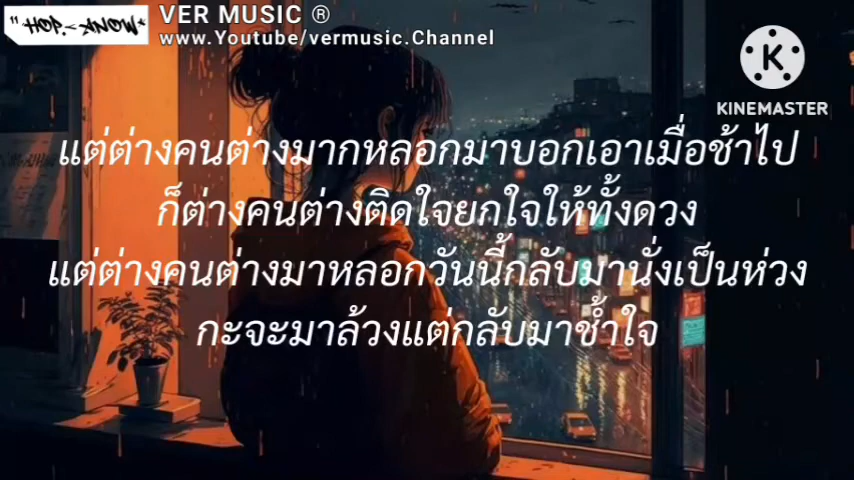 "HOP.-SNOW"
VER MUSIC ®
www.Youtube/vermusic.Channel
KINEMASTER
แต่ต่างคนต่างมากหลอกมาบอกเอาเมื่อช้าไป
ก็ต่างคนต่างติดใจยกใจให้ทั้งดวง
แต่ต่างคนต่างมาหลอกวันนี้กลับมานั่งเป็นห่วง
กะจะมาล้วงแต่กลับมาช้ำใจ